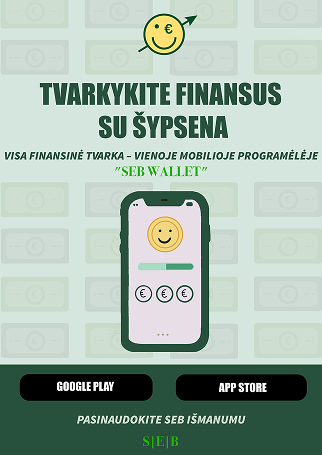 TVARKYKITE FINANSUS
SU ŠYPSENA
VISA FINANSINĖ TVARKA – VIENOJE MOBILIOJE PROGRAMĖLĖJE
"SEB WALLET"
GOOGLE PLAY
APP STORE
PASINAUDOKITE SEB IŠMANUMU
S|E|B